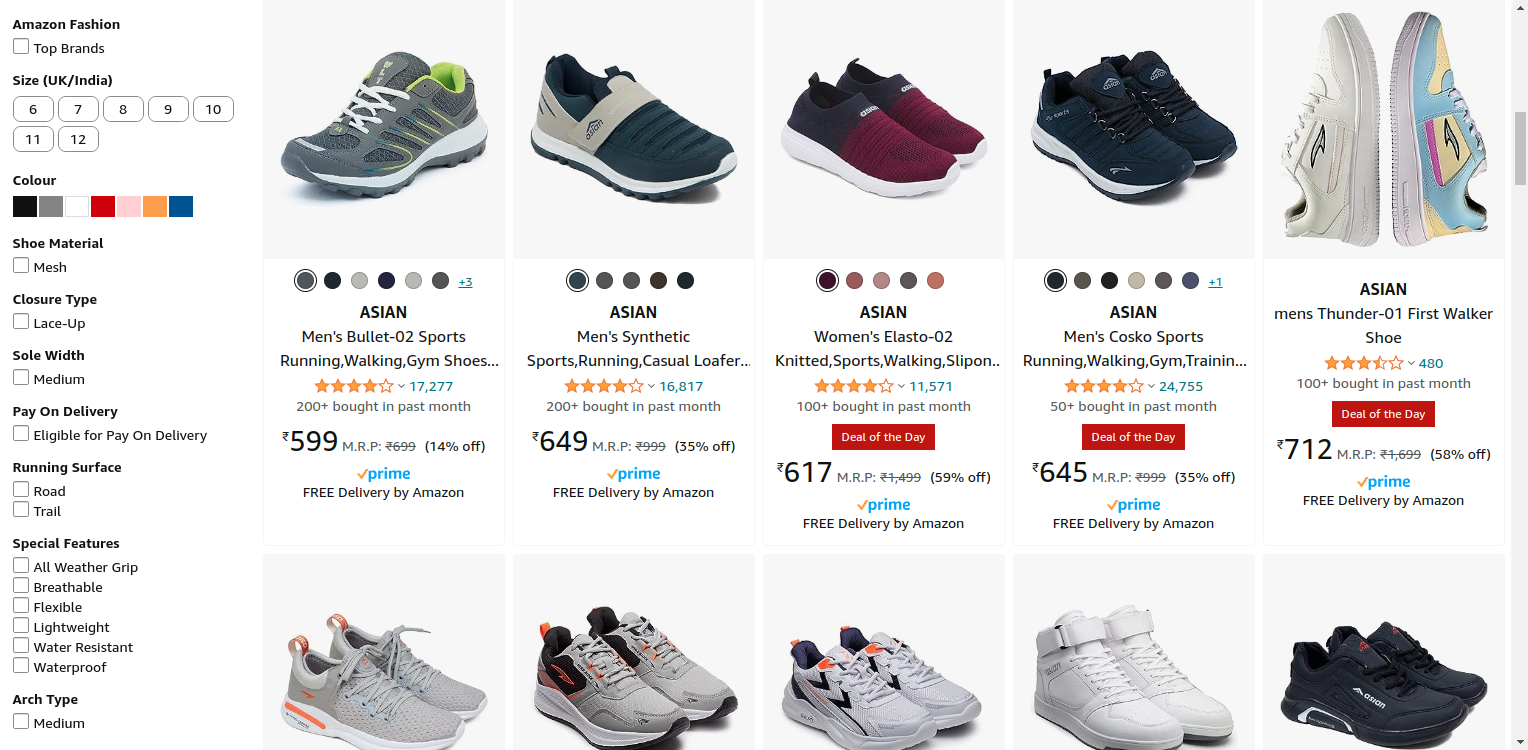 Amazon Fashion
Top Brands
Size (UK/India)
6 7 8 9 10
11 12
Colour
Shoe Material
Mesh
Closure Type
Lace-Up
Sole Width
Medium
Pay On Delivery
Eligible for Pay On Delivery
Running Surface
Road
Trail
Special Features
All Weather Grip
Breathable
Flexible
Lightweight
Water Resistant
Waterproof
Arch Type
Medium
+3
ASIAN
Men's Bullet-02 Sports
Running,Walking,Gym Shoes...
17,277
200+ bought in past month
₹599 M.R.P: ₹699 (14% off)
prime
FREE Delivery by Amazon
asian
ASIAN
Men's Synthetic
Sports,Running,Casual Loafer...
16,817
200+ bought in past month
₹649 M.R.P: ₹999 (35% off)
prime
FREE Delivery by Amazon
ASIAN
ASIAN
ASIAN
Women's Elasto-02
Knitted,Sports,Walking,Slipon...
11,571
100+ bought in past month
Deal of the Day
₹617 M.R.P: ₹1,499 (59% off)
prime
FREE Delivery by Amazon
asian
asian
+1
ASIAN
Men's Cosko Sports
Running,Walking,Gym,Trainin...
24,755
50+ bought in past month
Deal of the Day
₹645 M.R.P: ₹999 (35% off)
prime
FREE Delivery by Amazon
ASIAN
mens Thunder-01 First Walker
Shoe
480
100+ bought in past month
Deal of the Day
₹712 M.R.P: ₹1,699 (58% off)
prime
FREE Delivery by Amazon
asian
asian